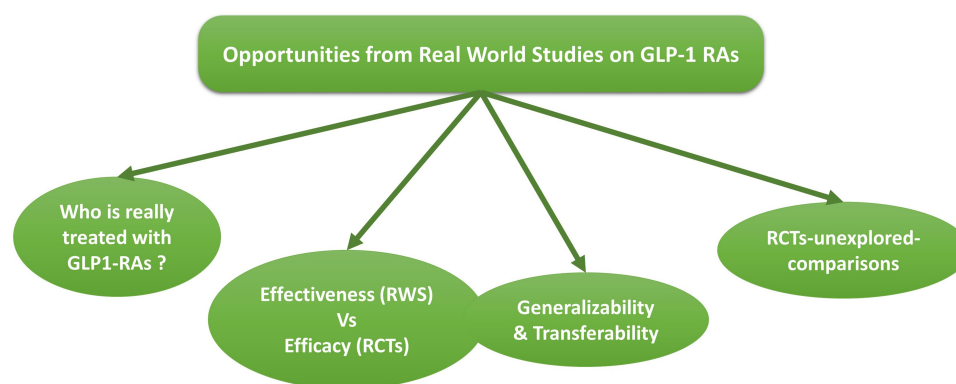 Opportunities from Real World Studies on GLP-1 RAs
Who is really
treated with
GLP1-RAs ?
Effectiveness (RWS)
Vs
Efficacy (RCTs)
Generalizability
& Transferability
RCTs-unexplored-
comparisons